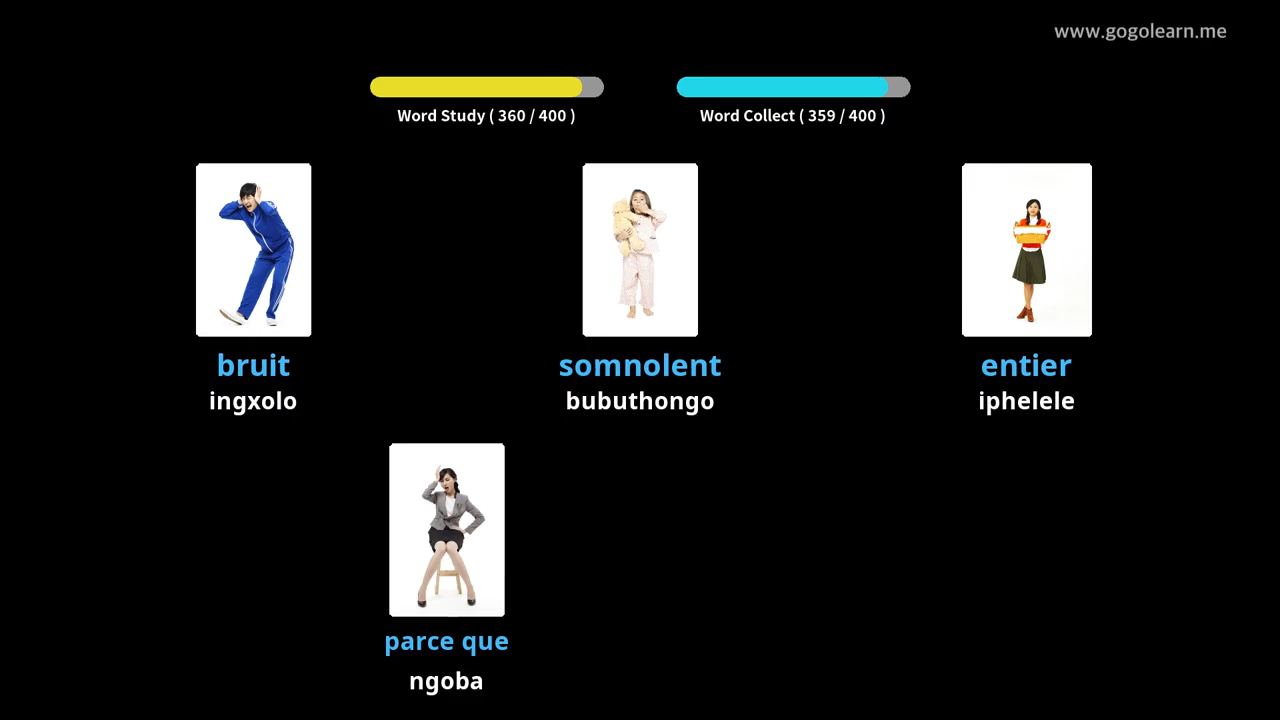 www.gogolearn.me
Word Study ( 360 / 400 )
Word Collect ( 359 / 400 )
bruit
ingxolo
somnolent
bubuthongo
entier
iphelele
parce que
ngoba